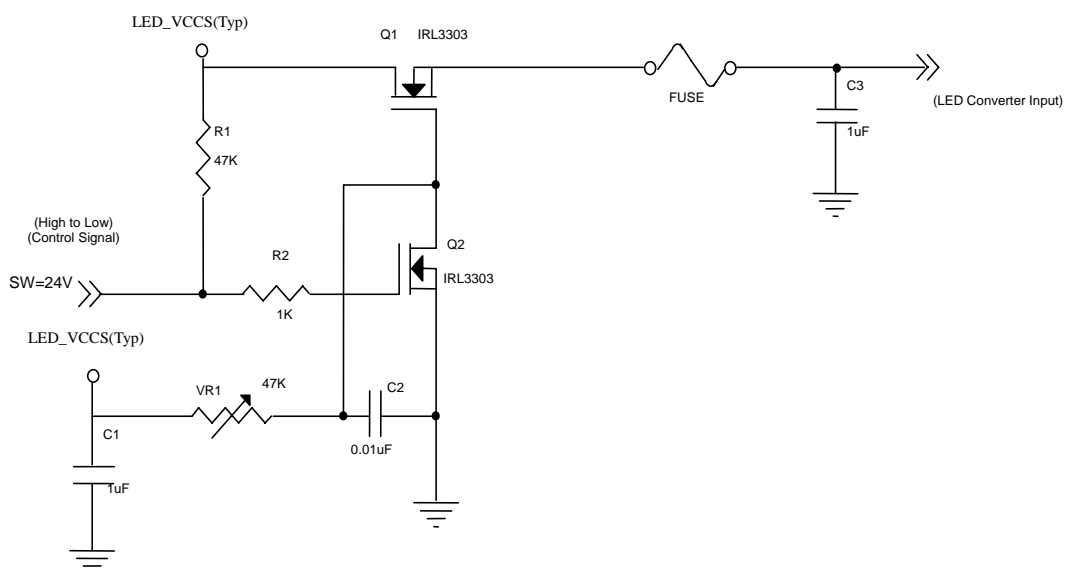 LED_VCCS(Typ)
Q1 IRL3303
FUSE
C3
1uF
(LED Converter Input)
R1
47K
(High to Low)
(Control Signal)
SW=24V
R2
1K
Q2
IRL3303
LED_VCCS(Typ)
VR1
47K
C2
0.01uF
C1
1uF